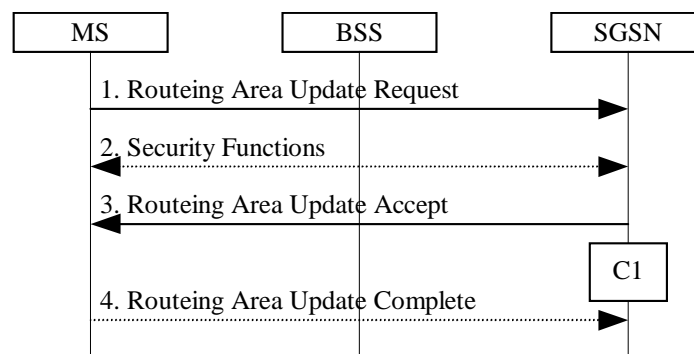 MS BSS SGSN
1. Routeing Area Update Request
2. Security Functions
3. Routeing Area Update Accept
C1
4. Routeing Area Update Complete